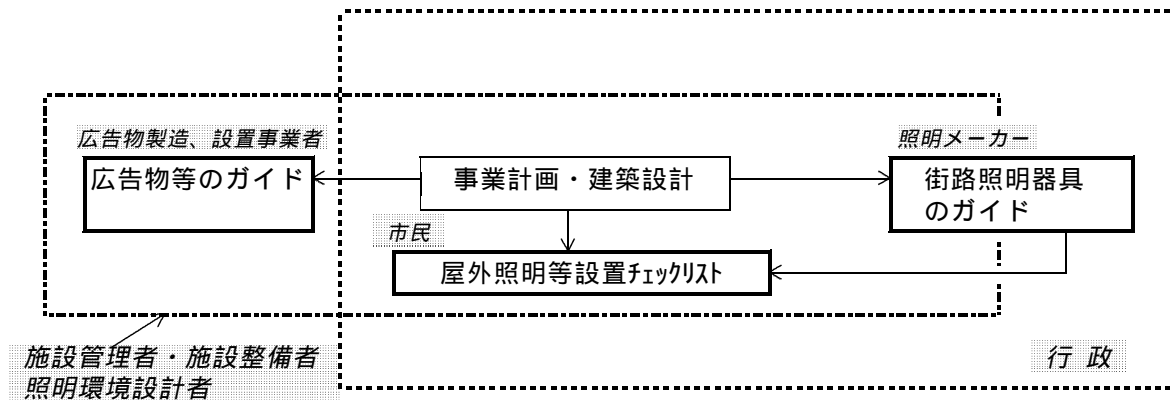 広告物製造、設置事業者
照明メーカー
広告物等のガイド
事業計画・建築設計
街路照明器具
のガイド
市民
屋外照明等設置ﾁｪｯｸﾘｽﾄ
施設管理者・施設整備者
照明環境設計者
行 政